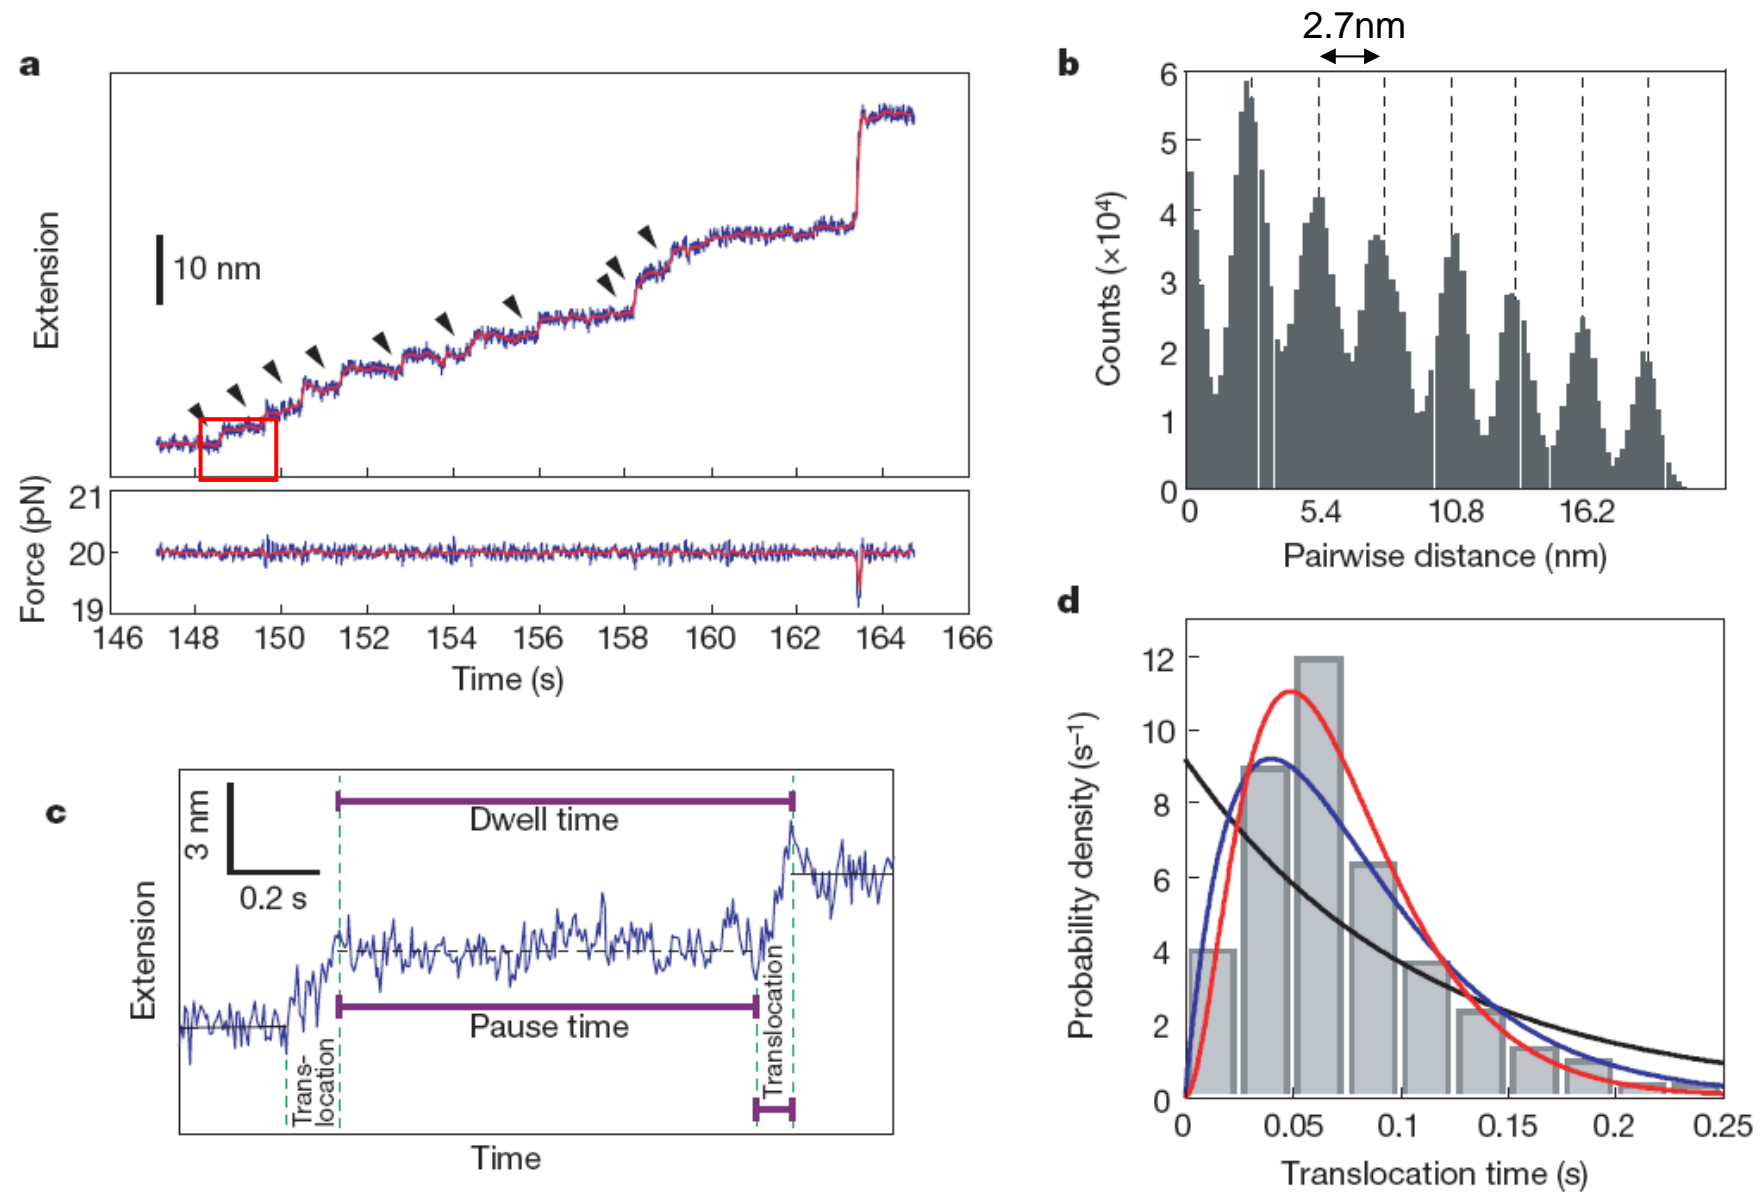 a
Extension
10 nm
Force (pN)
21
20
19
146 148 150 152 154 156 158 160 162 164 166
Time (s)
2.7nm
b
Counts (×10⁴)
6
5
4
3
2
1
0
0 5.4 10.8 16.2
Pairwise distance (nm)
c
3 nm
0.2 s
Extension
Dwell time
Pause time
Trans-
location
Translocation
Time
d
Probability density (s⁻¹)
12
10
8
6
4
2
0
0 0.05 0.1 0.15 0.2 0.25
Translocation time (s)